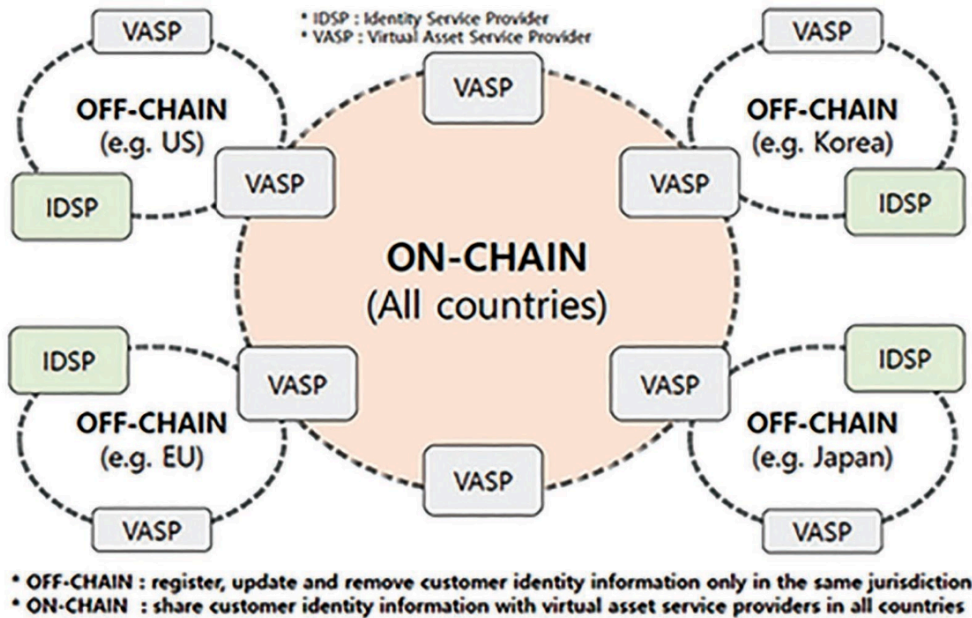 * IDSP : Identity Service Provider
* VASP : Virtual Asset Service Provider
VASP
VASP
VASP
OFF-CHAIN
(e.g. US)
OFF-CHAIN
(e.g. Korea)
VASP
VASP
IDSP
IDSP
ON-CHAIN
(All countries)
IDSP
IDSP
VASP
VASP
OFF-CHAIN
(e.g. EU)
OFF-CHAIN
(e.g. Japan)
VASP
VASP
VASP
* OFF-CHAIN : register, update and remove customer identity information only in the same jurisdiction
* ON-CHAIN : share customer identity information with virtual asset service providers in all countries